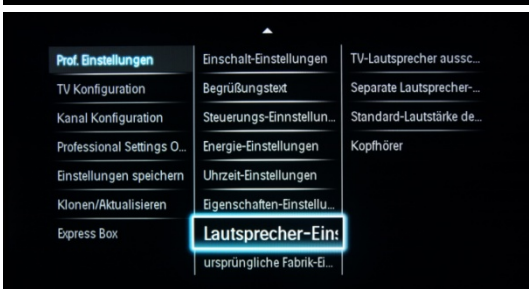 Prof. Einstellungen
TV Konfiguration
Kanal Konfiguration
Professional Settings O...
Einstellungen speichern
Klonen/Aktualisieren
Express Box
Einschalt-Einstellungen
Begrüßungstext
Steuerungs-Einnstellun...
Energie-Einstellungen
Uhrzeit-Einstellungen
Eigenschaften-Einstellu...
Lautsprecher-Eins
ursprüngliche Fabrik-Ei...
TV-Lautsprecher aussc...
Separate Lautsprecher-...
Standard-Lautstärke de...
Kopfhörer